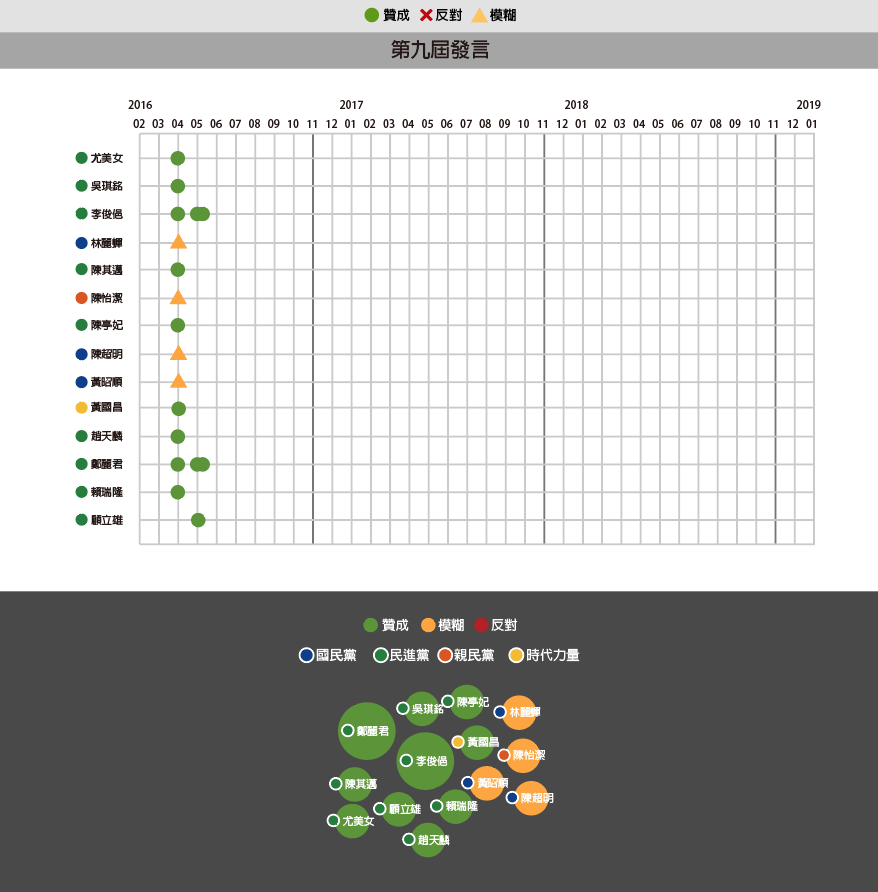 贊成 反對 模糊
第九屆發言
2016 2017 2018 2019
02 03 04 05 06 07 08 09 10 11 12 01 02 03 04 05 06 07 08 09 10 11 12 01 02 03 04 05 06 07 08 09 10 11 12 01
尤美女
吳琪銘
李俊俋
林麗蟬
陳其邁
陳怡潔
陳亭妃
陳超明
黃昭順
黃國昌
趙天麟
鄭麗君
賴瑞隆
顧立雄
贊成 模糊 反對
國民黨 民進黨 親民黨 時代力量
吳琪銘 陳亭妃 林麗蟬
鄭麗君 黃國昌
李俊俋 陳怡潔
陳其邁 黃昭順
顧立雄 賴瑞隆 陳超明
尤美女
趙天麟